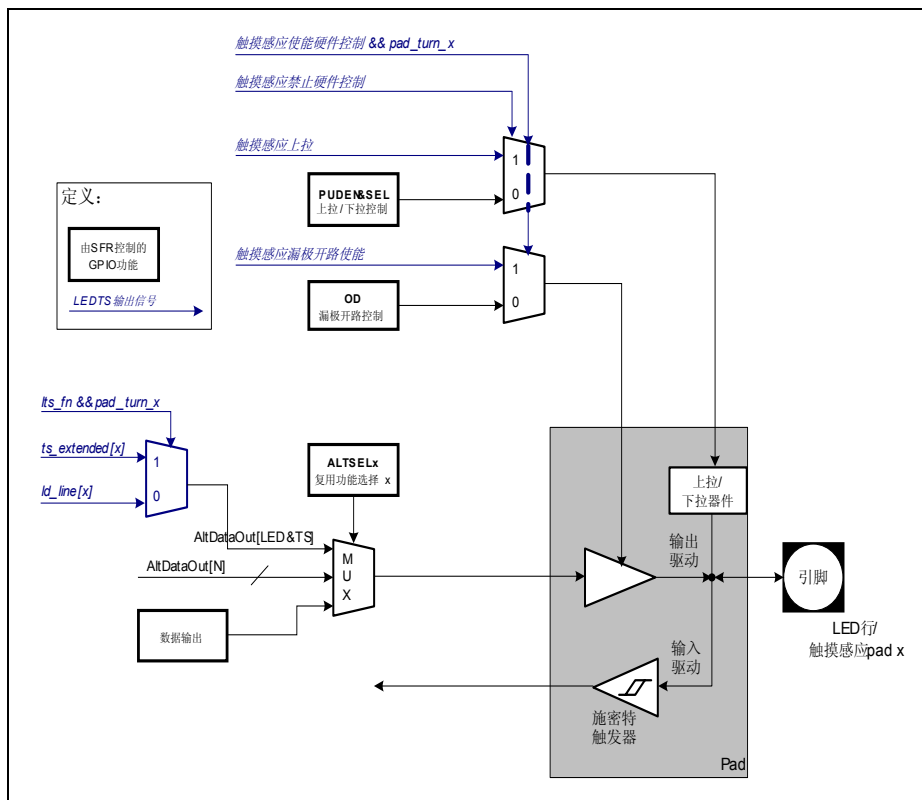 触摸感应使能硬件控制 && pad_turn_x
触摸感应禁止硬件控制
触摸感应上拉
1
0
PUDEN&SEL
上拉/下拉控制
定义:
由SFR控制的
GPIO功能
LEDTS输出信号
触摸感应漏极开路使能
1
0
OD
漏极开路控制
lts_fn && pad_turn_x
ts_extended[x]
1
ld_line[x]
0
ALTSELx
复用功能选择 x
上拉/
下拉器件
AltDataOut[LED&TS]
AltDataOut[N]
M
U
X
输出
驱动
引脚
数据输出
LED行/
触摸感应pad x
输入
驱动
施密特
触发器
Pad